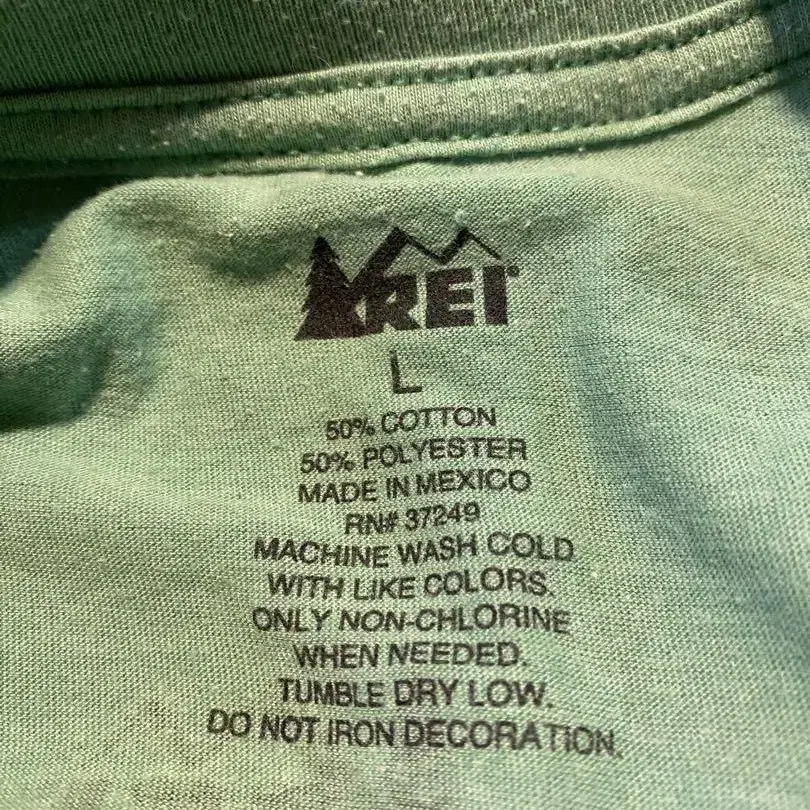 REI®
L
50% COTTON
50% POLYESTER
MADE IN MEXICO
RN# 37249
MACHINE WASH COLD
WITH LIKE COLORS.
ONLY NON-CHLORINE
WHEN NEEDED.
TUMBLE DRY LOW.
DO NOT IRON DECORATION.